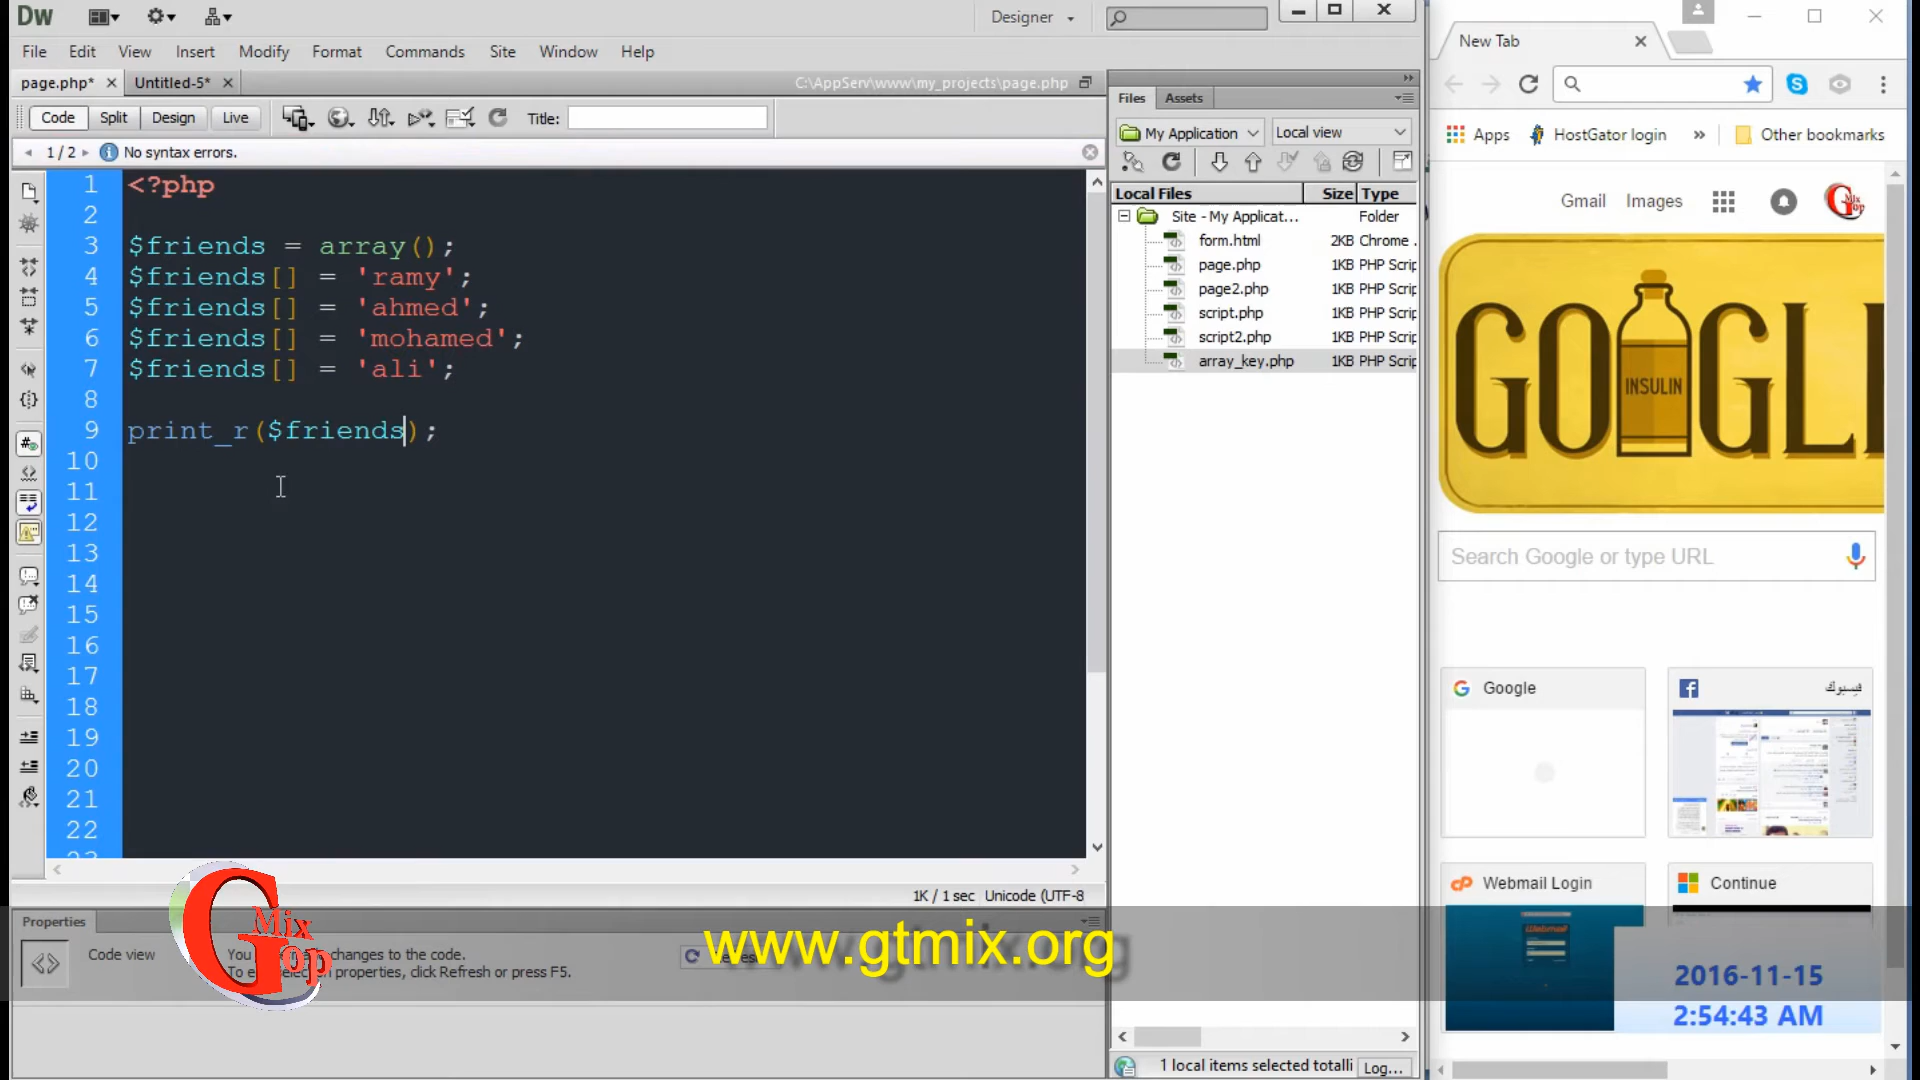 Dw
Designer
File Edit View Insert Modify Format Commands Site Window Help
page.php* Untitled-5*
C:\AppServ\www\my_projects\page.php
Code Split Design Live Title:
1 / 2 No syntax errors.
1 <?php
2
3 $friends = array();
4 $friends[] = 'ramy';
5 $friends[] = 'ahmed';
6 $friends[] = 'mohamed';
7 $friends[] = 'ali';
8
9 print_r($friends);
10
11
12
13
14
15
16
17
18
19
20
21
22
1K / 1 sec Unicode (UTF-8
Properties
Code view
changes to the code.
properties, click Refresh or press F5.
G Mix Top
www.gtmix.org
Files Assets
My Application Local view
Local Files Size Type
Site - My Applicat... Folder
form.html 2KB Chrome .
page.php 1KB PHP Scrip
page2.php 1KB PHP Scrip
script.php 1KB PHP Scrip
script2.php 1KB PHP Scrip
array_key.php 1KB PHP Scrip
1 local items selected totalli Log...
New Tab
Apps HostGator login » Other bookmarks
Gmail Images
GOOGLE
INSULIN
Search Google or type URL
Google
فيسبوك
Webmail Login
Continue
2016-11-15
2:54:43 AM